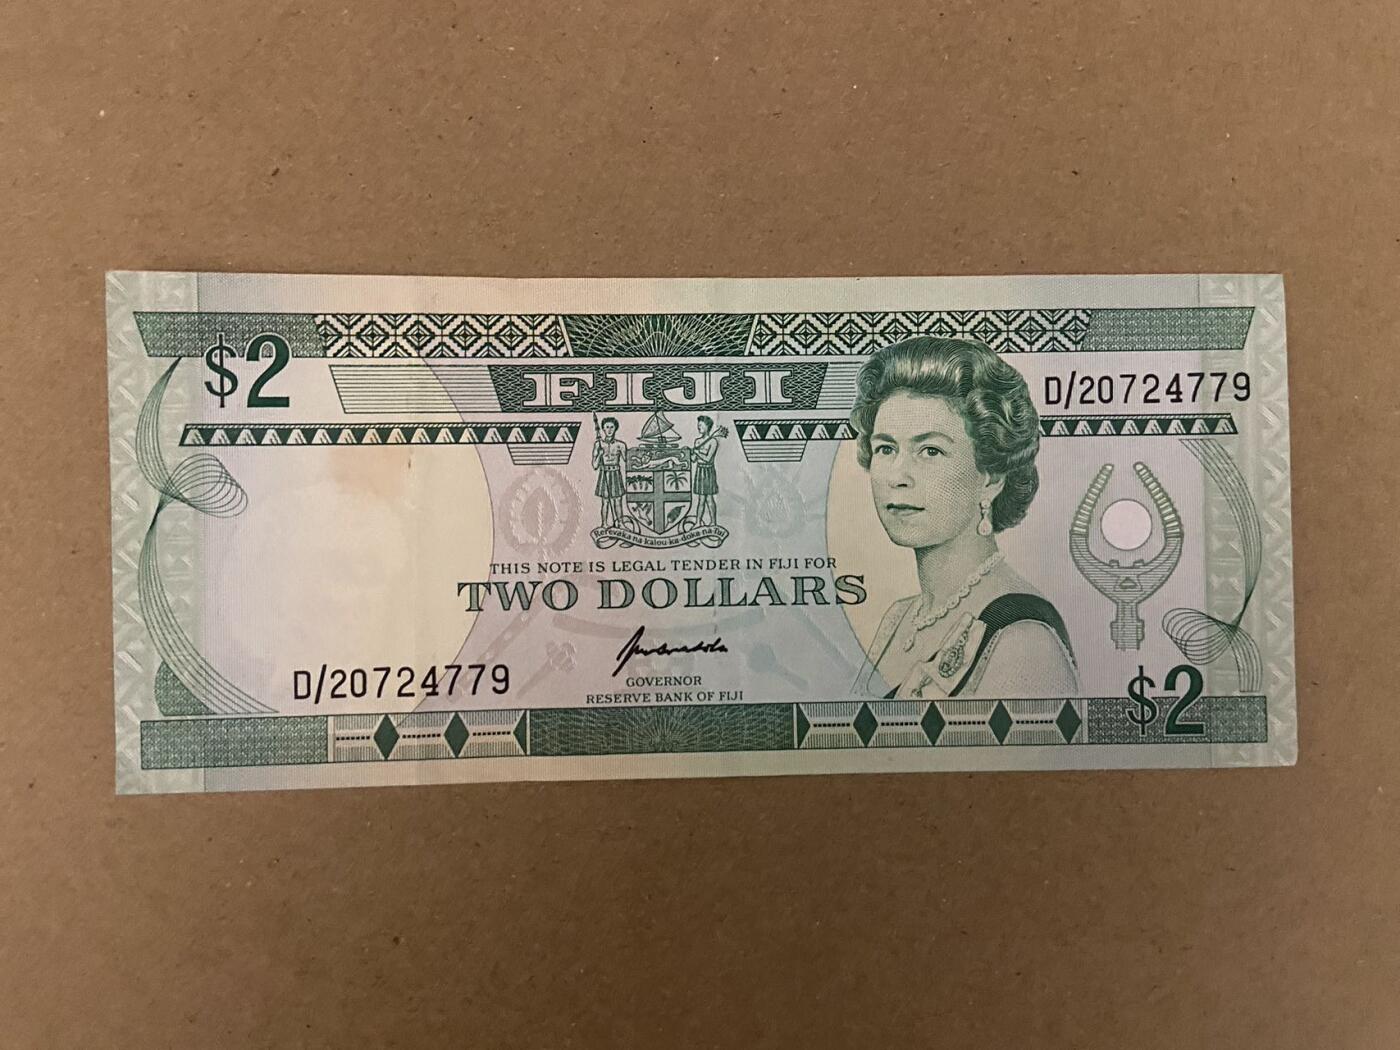 $2
FIJI
D/20724779
Rerevaka na kalou ka doka na Tui
THIS NOTE IS LEGAL TENDER IN FIJI FOR
TWO DOLLARS
D/20724779
GOVERNOR
RESERVE BANK OF FIJI
$2